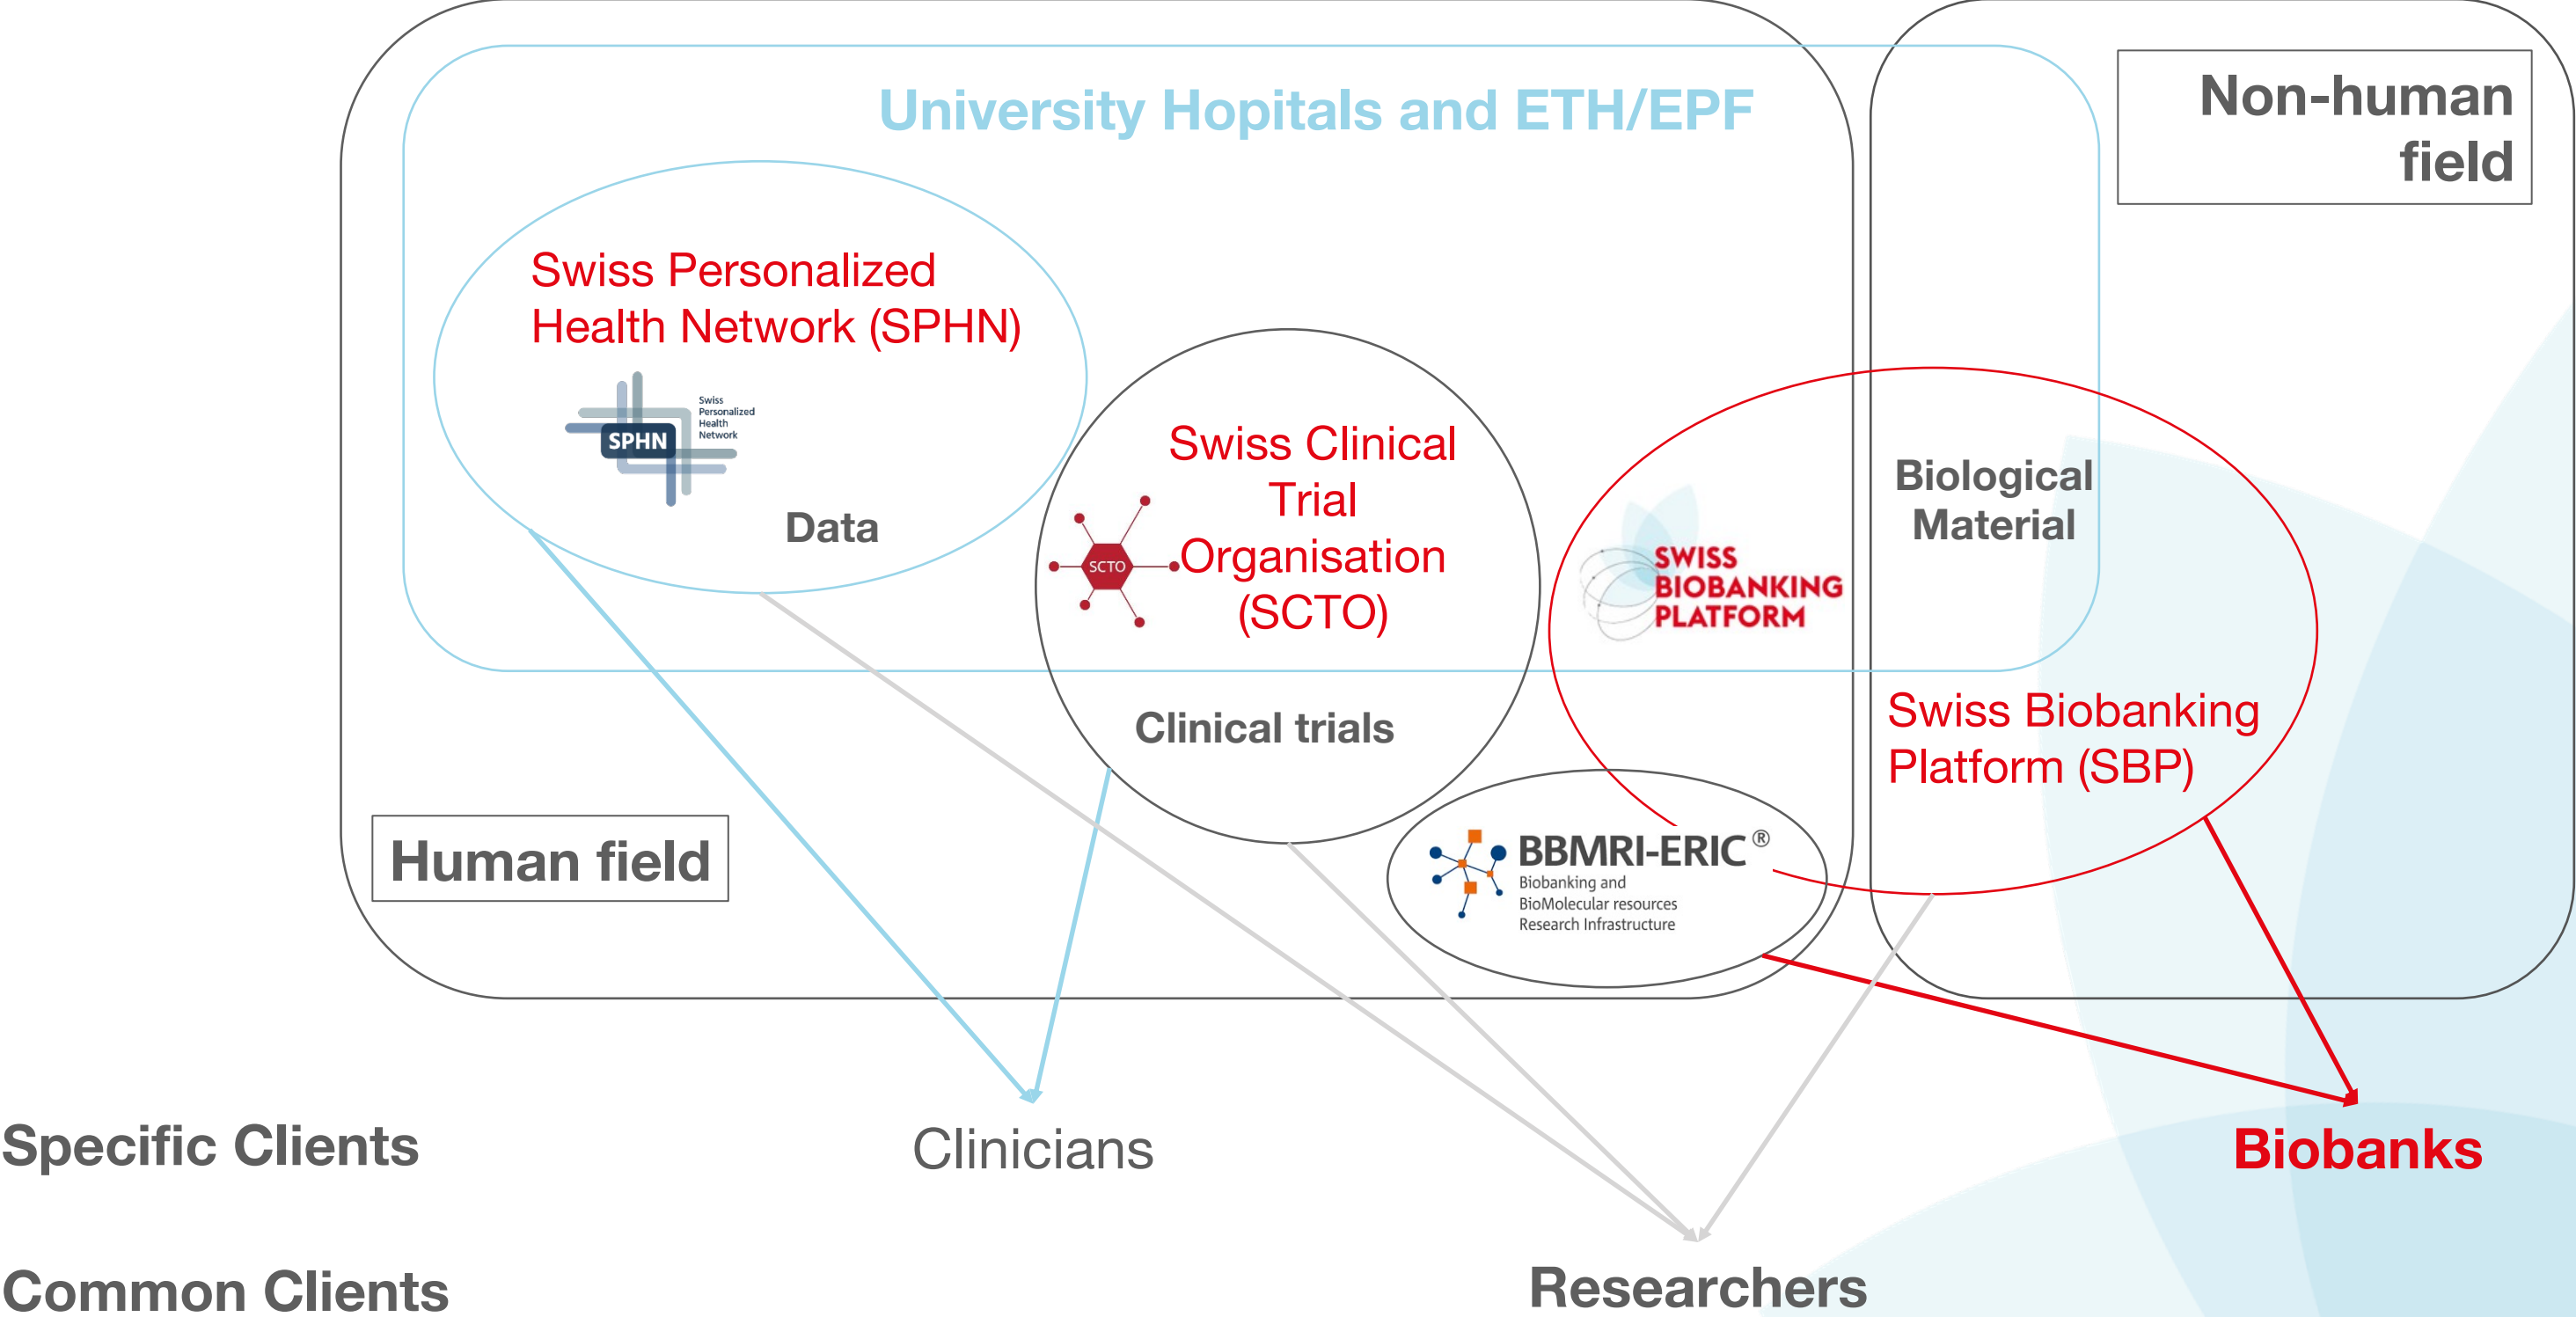 University Hopitals and ETH/EPF
Non-human
field
Swiss Personalized
Health Network (SPHN)
SPHN
Swiss
Personalized
Health
Network
Data
Swiss Clinical
Trial
Organisation
(SCTO)
SCTO
Clinical trials
SWISS
BIOBANKING
PLATFORM
Biological
Material
Swiss Biobanking
Platform (SBP)
Human field
BBMRI-ERIC®
Biobanking and
BioMolecular resources
Research Infrastructure
Specific Clients
Clinicians
Biobanks
Common Clients
Researchers